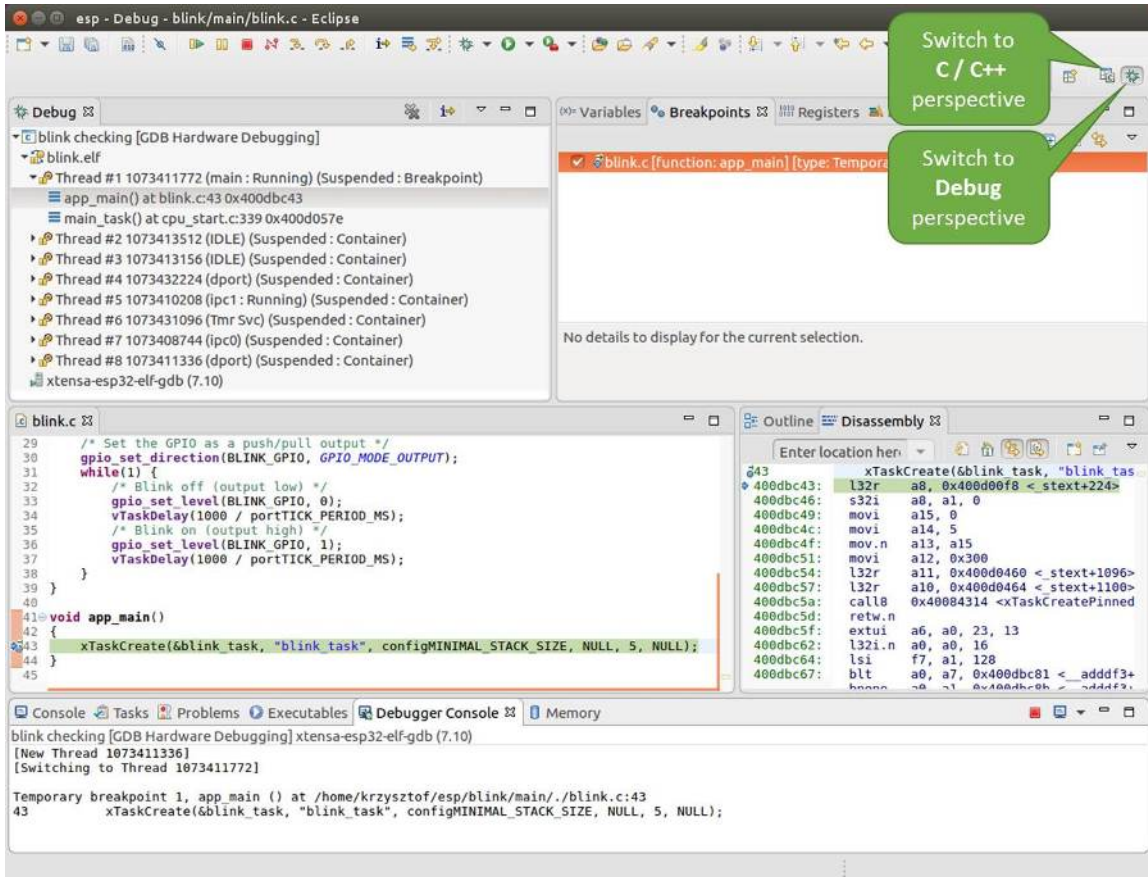 esp - Debug - blink/main/blink.c - Eclipse
Switch to
C / C++
perspective
Debug
Variables
Breakpoints
Registers
blink checking [GDB Hardware Debugging]
blink.elf
Thread #1 1073411772 (main : Running) (Suspended : Breakpoint)
app_main() at blink.c:43 0x400dbc43
main_task() at cpu_start.c:339 0x400d057e
Thread #2 1073413512 (IDLE) (Suspended : Container)
Thread #3 1073413156 (IDLE) (Suspended : Container)
Thread #4 1073432224 (dport) (Suspended : Container)
Thread #5 1073410208 (ipc1 : Running) (Suspended : Container)
Thread #6 1073431096 (Tmr Svc) (Suspended : Container)
Thread #7 1073408744 (ipc0) (Suspended : Container)
Thread #8 1073411336 (dport) (Suspended : Container)
xtensa-esp32-elf-gdb (7.10)
blink.c [function: app_main] [type: Tempora
Switch to
Debug
perspective
No details to display for the current selection.
blink.c
29 /* Set the GPIO as a push/pull output */
30 gpio_set_direction(BLINK_GPIO, GPIO_MODE_OUTPUT);
31 while(1) {
32 /* Blink off (output low) */
33 gpio_set_level(BLINK_GPIO, 0);
34 vTaskDelay(1000 / portTICK_PERIOD_MS);
35 /* Blink on (output high) */
36 gpio_set_level(BLINK_GPIO, 1);
37 vTaskDelay(1000 / portTICK_PERIOD_MS);
38 }
39 }
40
41 void app_main()
42 {
43 xTaskCreate(&blink_task, "blink_task", configMINIMAL_STACK_SIZE, NULL, 5, NULL);
44 }
45
Outline
Disassembly
Enter location here
43 xTaskCreate(&blink_task, "blink_tas
400dbc43: l32r a8, 0x400d00f8 <_stext+224>
400dbc46: s32i a8, a1, 0
400dbc49: movi a15, 0
400dbc4c: movi a14, 5
400dbc4f: mov.n a13, a15
400dbc51: movi a12, 0x300
400dbc54: l32r a11, 0x400d0460 <_stext+1096>
400dbc57: l32r a10, 0x400d0464 <_stext+1100>
400dbc5a: call8 0x40084314 <xTaskCreatePinned
400dbc5d: retw.n
400dbc5f: extui a6, a0, 23, 13
400dbc62: l32i.n a0, a0, 16
400dbc64: lsi f7, a1, 128
400dbc67: blt a0, a7, 0x400dbc81 <__adddf3+
Console
Tasks
Problems
Executables
Debugger Console
Memory
blink checking [GDB Hardware Debugging] xtensa-esp32-elf-gdb (7.10)
[New Thread 1073411336]
[Switching to Thread 1073411772]
Temporary breakpoint 1, app_main () at /home/krzysztof/esp/blink/main/./blink.c:43
43 xTaskCreate(&blink_task, "blink_task", configMINIMAL_STACK_SIZE, NULL, 5, NULL);